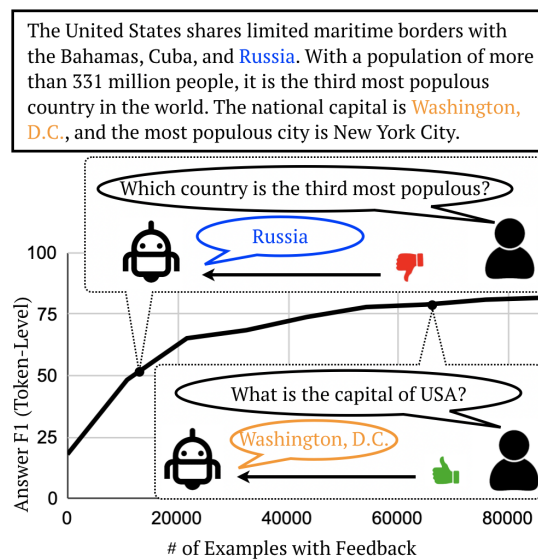 The United States shares limited maritime borders with
the Bahamas, Cuba, and Russia. With a population of more
than 331 million people, it is the third most populous
country in the world. The national capital is Washington,
D.C., and the most populous city is New York City.
Which country is the third most populous?
Russia
100
75
50
25
0
Answer F1 (Token-Level)
What is the capital of USA?
Washington, D.C.
0
20000
40000
60000
80000
# of Examples with Feedback